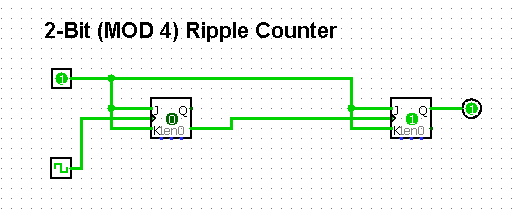 2-Bit (MOD 4) Ripple Counter
1
J Q
0
K en0
J Q
1
K en0
1